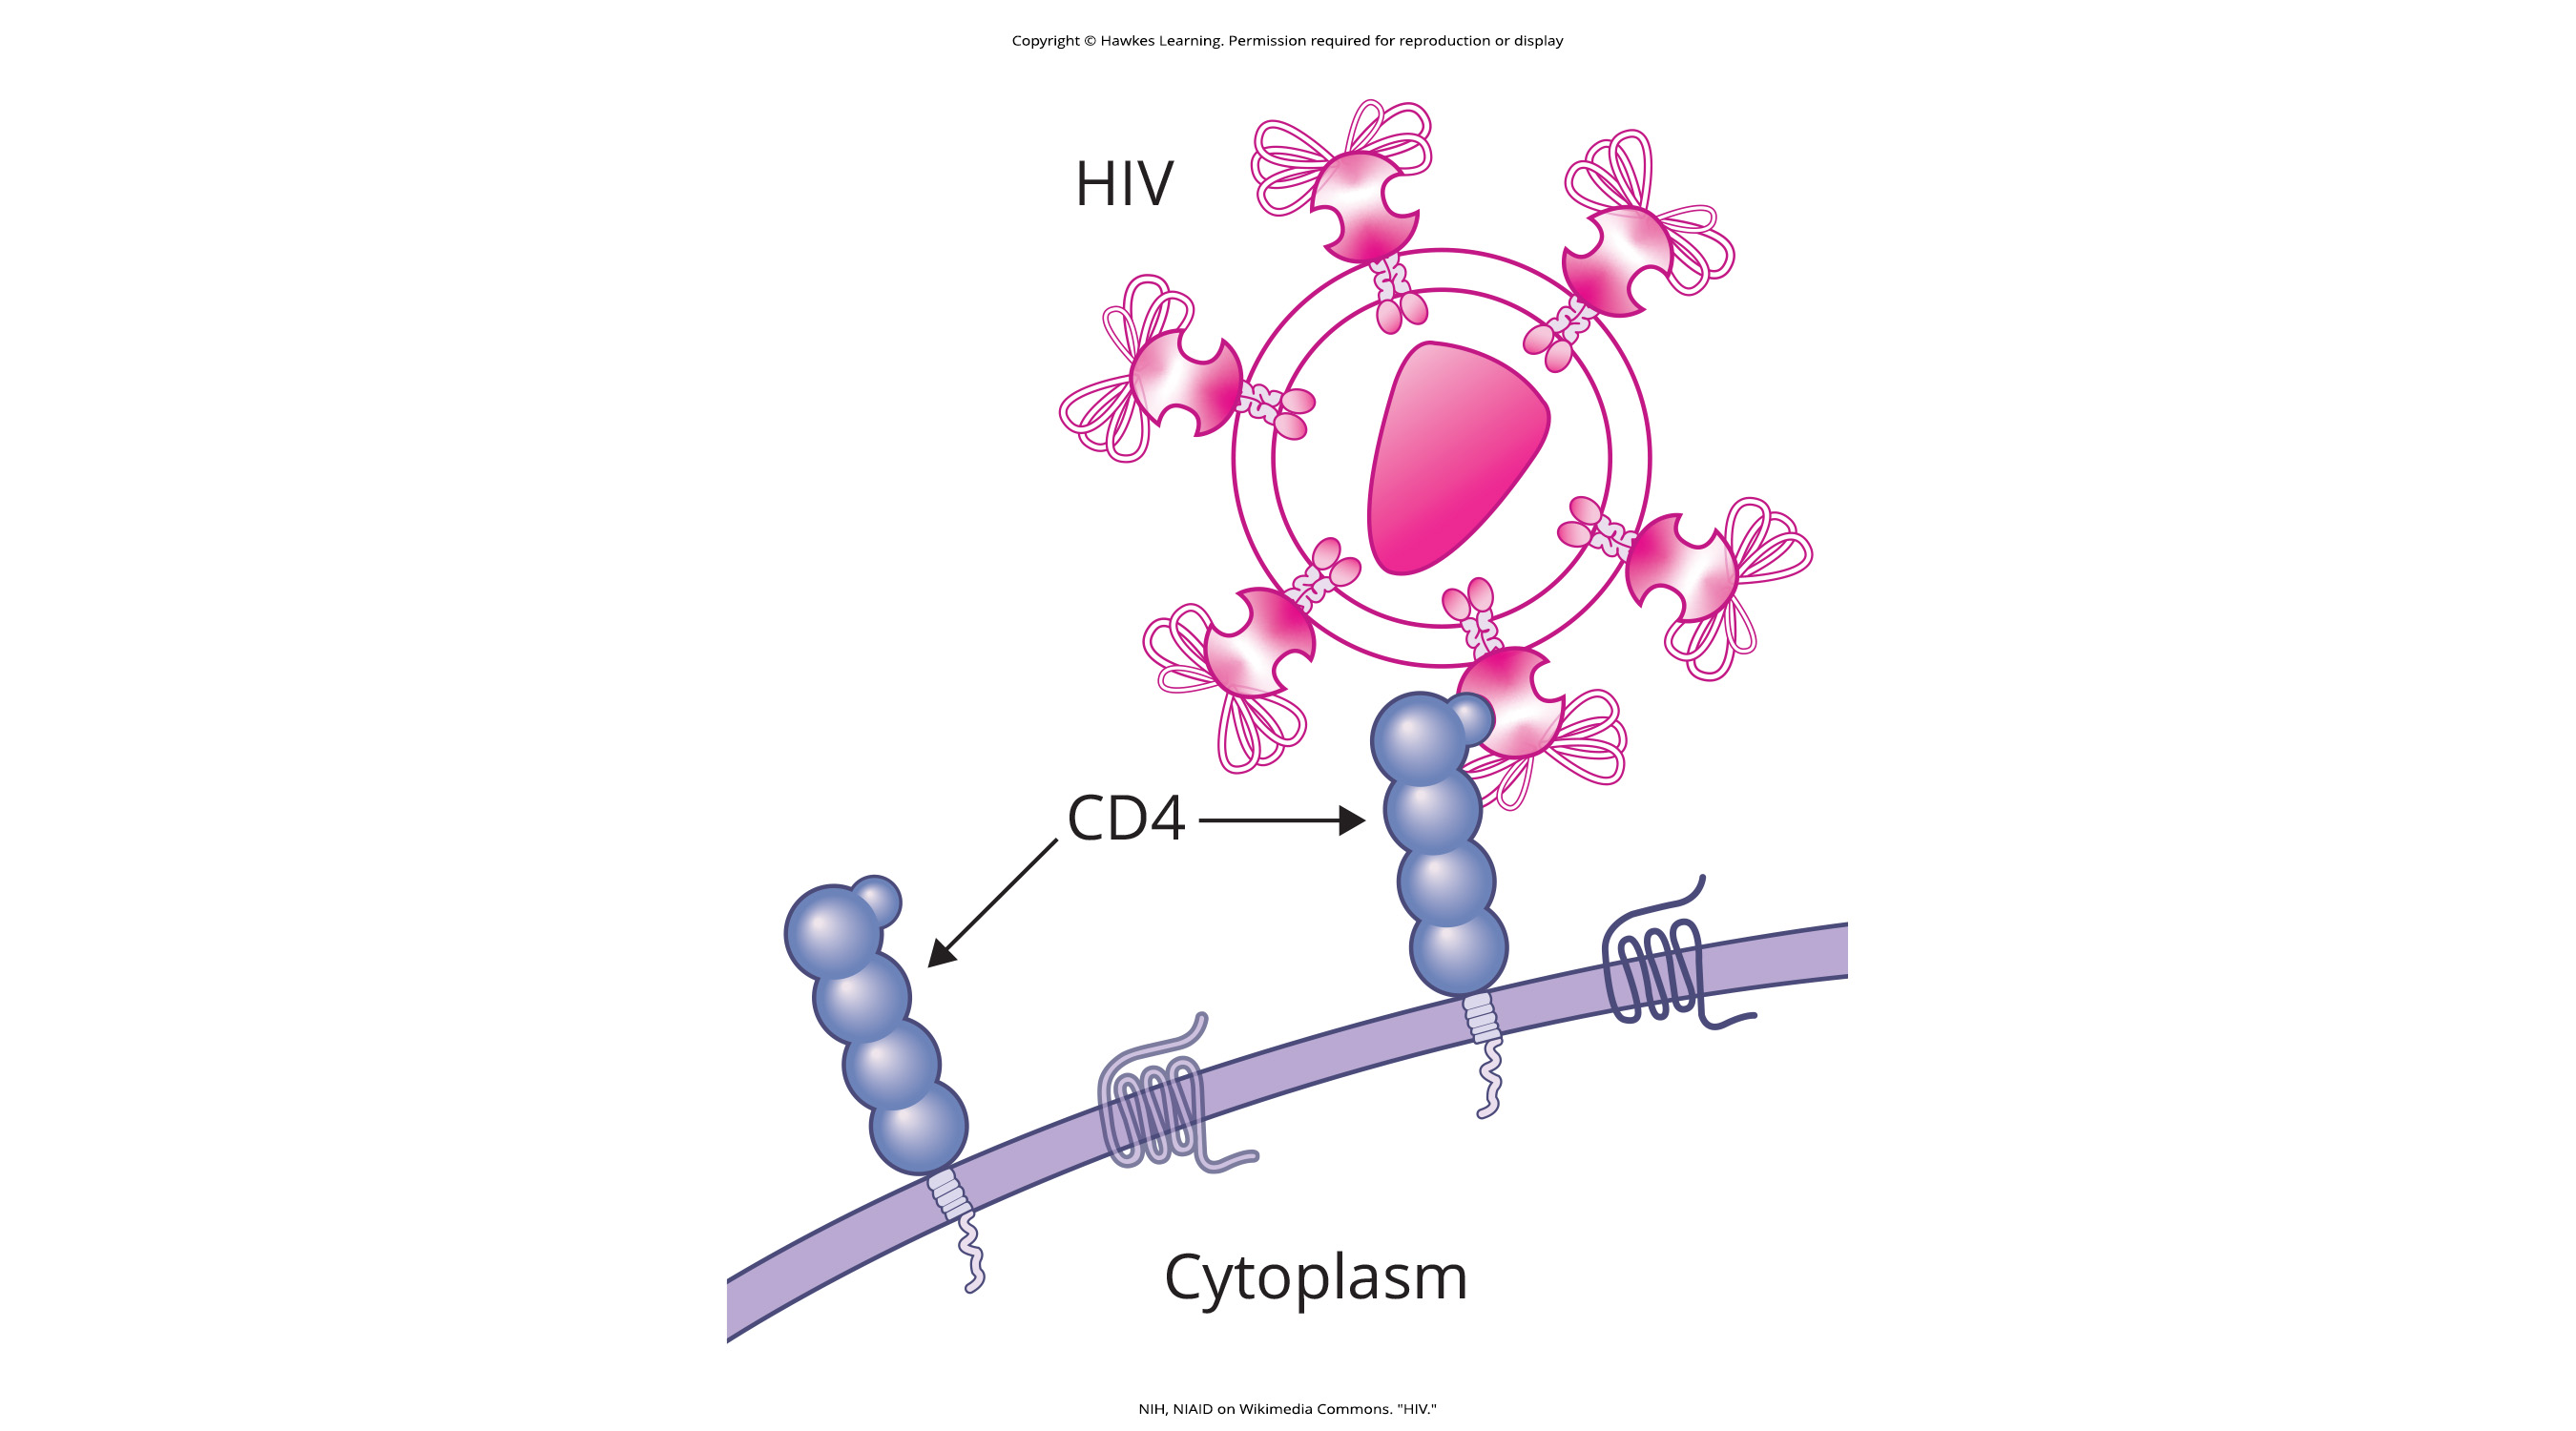 Copyright © Hawkes Learning. Permission required for reproduction or display
HIV
CD4
Cytoplasm
NIH, NIAID on Wikimedia Commons. "HIV."